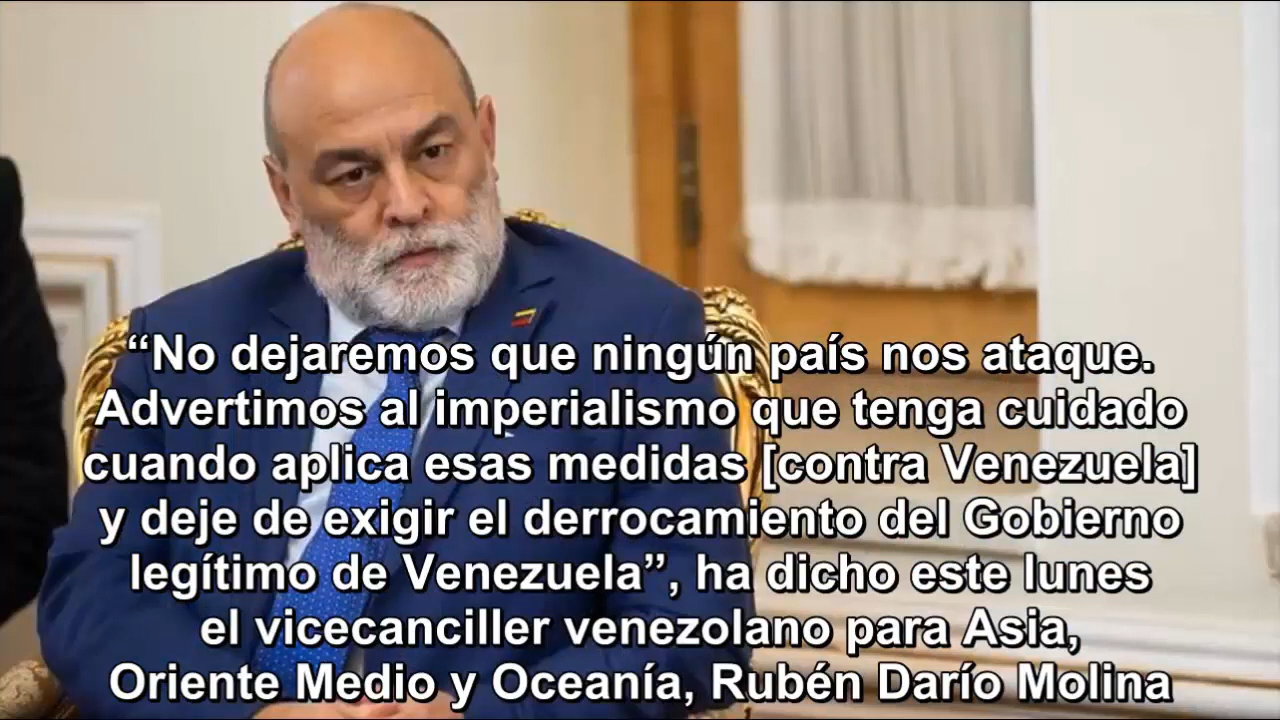 “No dejaremos que ningún país nos ataque.
Advertimos al imperialismo que tenga cuidado
cuando aplica esas medidas [contra Venezuela]
y deje de exigir el derrocamiento del Gobierno
legítimo de Venezuela”, ha dicho este lunes
el vicecanciller venezolano para Asia,
Oriente Medio y Oceanía, Rubén Darío Molina